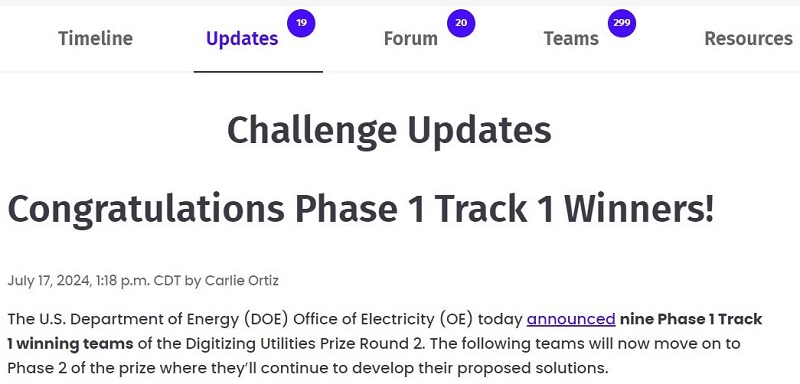 19 20 299
Timeline Updates Forum Teams Resources
Challenge Updates
Congratulations Phase 1 Track 1 Winners!
July 17, 2024, 1:18 p.m. CDT by Carlie Ortiz
The U.S. Department of Energy (DOE) Office of Electricity (OE) today announced nine Phase 1 Track
1 winning teams of the Digitizing Utilities Prize Round 2. The following teams will now move on to
Phase 2 of the prize where they’ll continue to develop their proposed solutions.